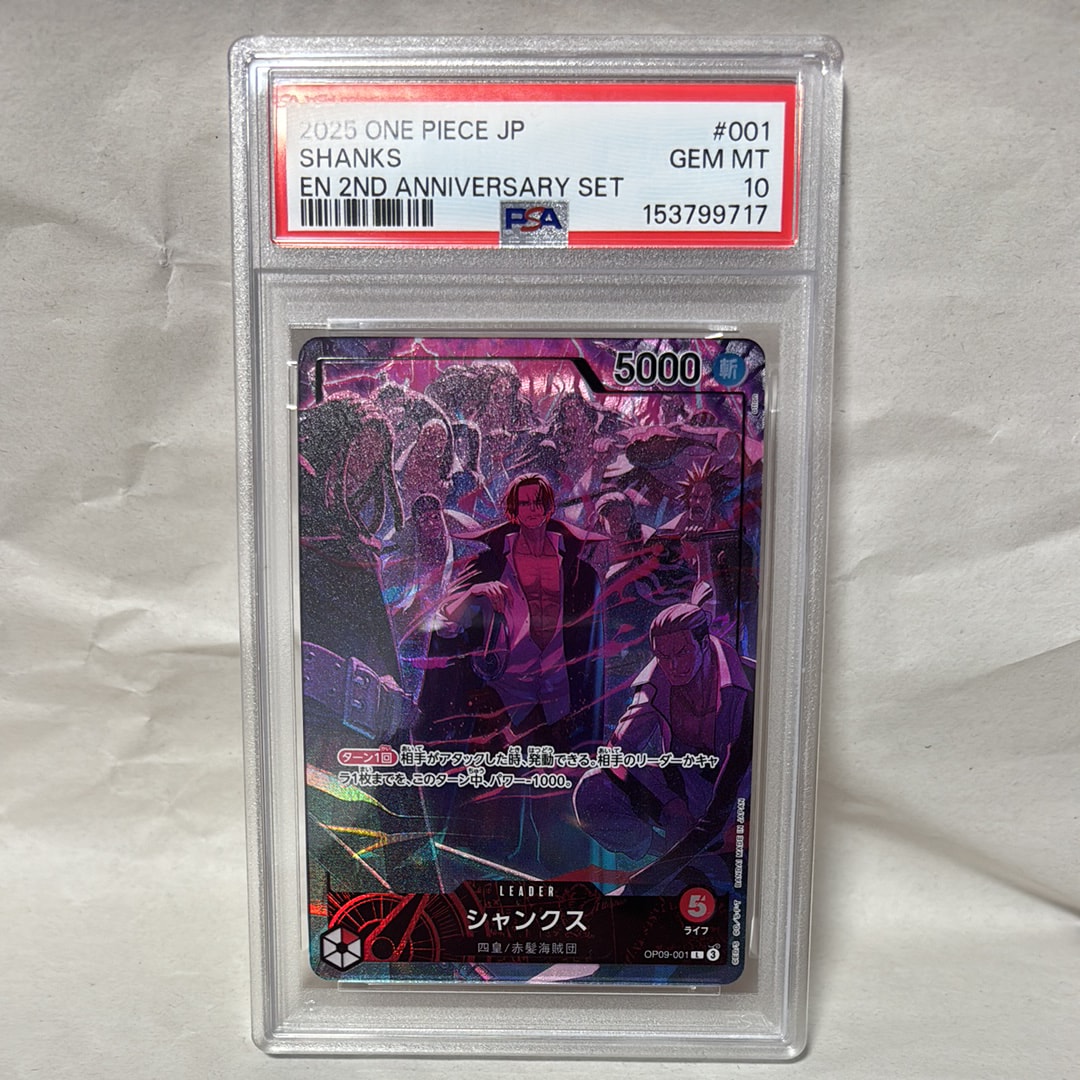 2025 ONE PIECE JP #001
SHANKS GEM MT
EN 2ND ANNIVERSARY SET 10
PSA 153799717
5000 斬
ターン1回 相手がアタックした時、発動できる。相手のリーダーかキャ
ラ1枚までを、このターン中、パワー-1000。
BANDAI MADE IN JAPAN
LEADER
シャンクス
5
ライフ
四皇/赤髪海賊団
OP09-001 L 3